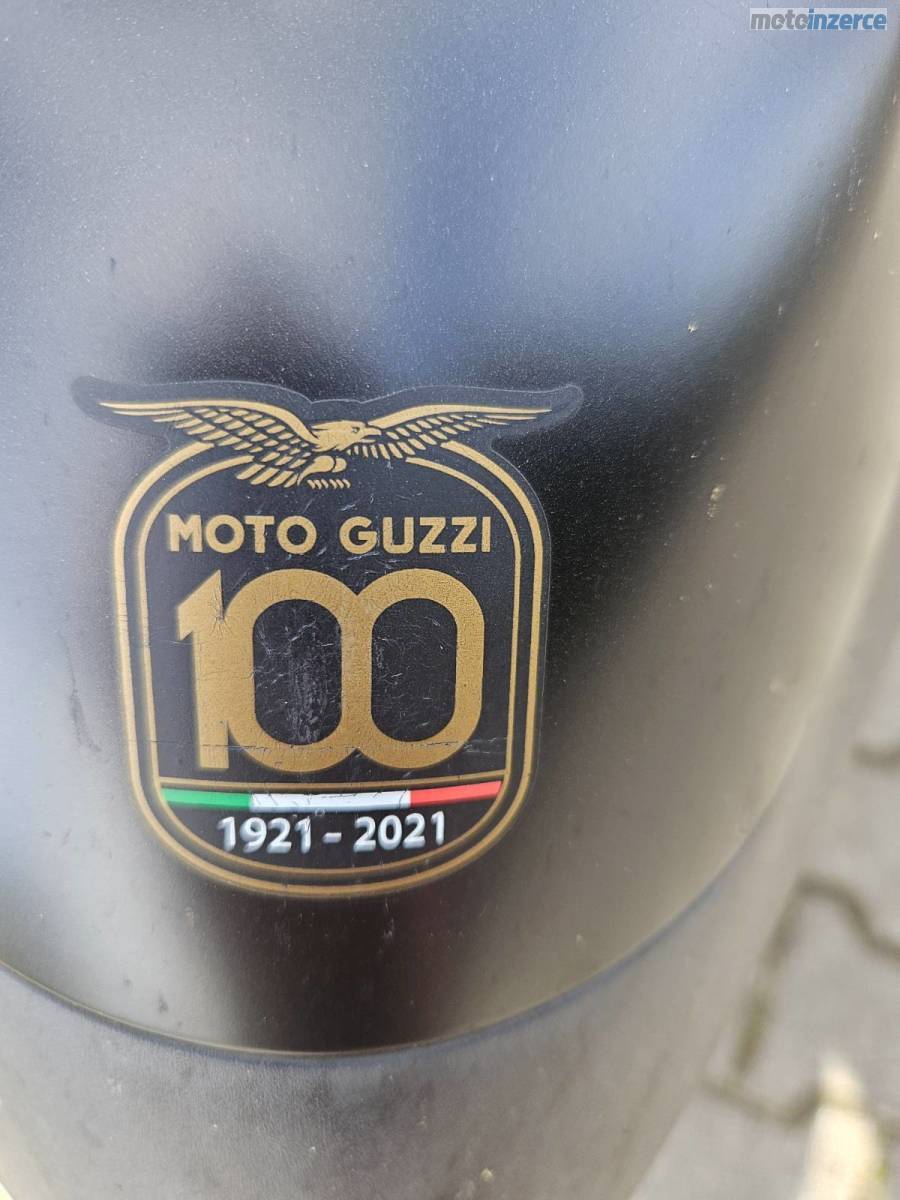 motoinzerce
MOTO GUZZI
100
1921 - 2021